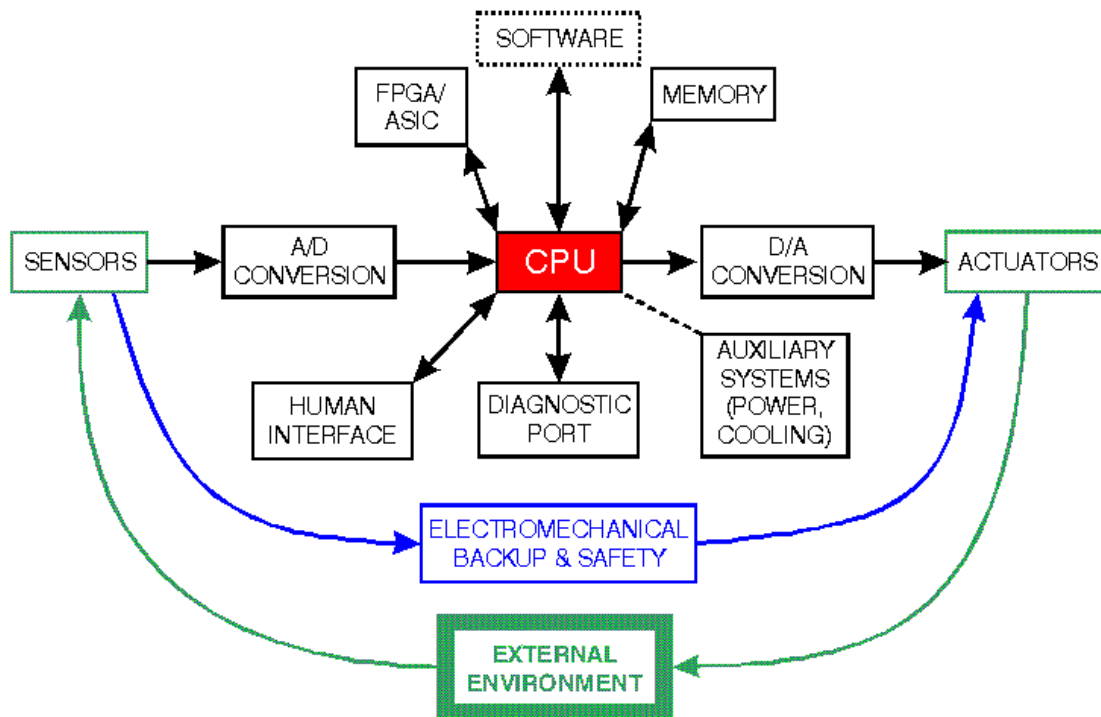 SOFTWARE
FPGA/
ASIC
MEMORY
SENSORS
A/D
CONVERSION
CPU
D/A
CONVERSION
ACTUATORS
HUMAN
INTERFACE
DIAGNOSTIC
PORT
AUXILIARY
SYSTEMS
(POWER,
COOLING)
ELECTROMECHANICAL
BACKUP & SAFETY
EXTERNAL
ENVIRONMENT